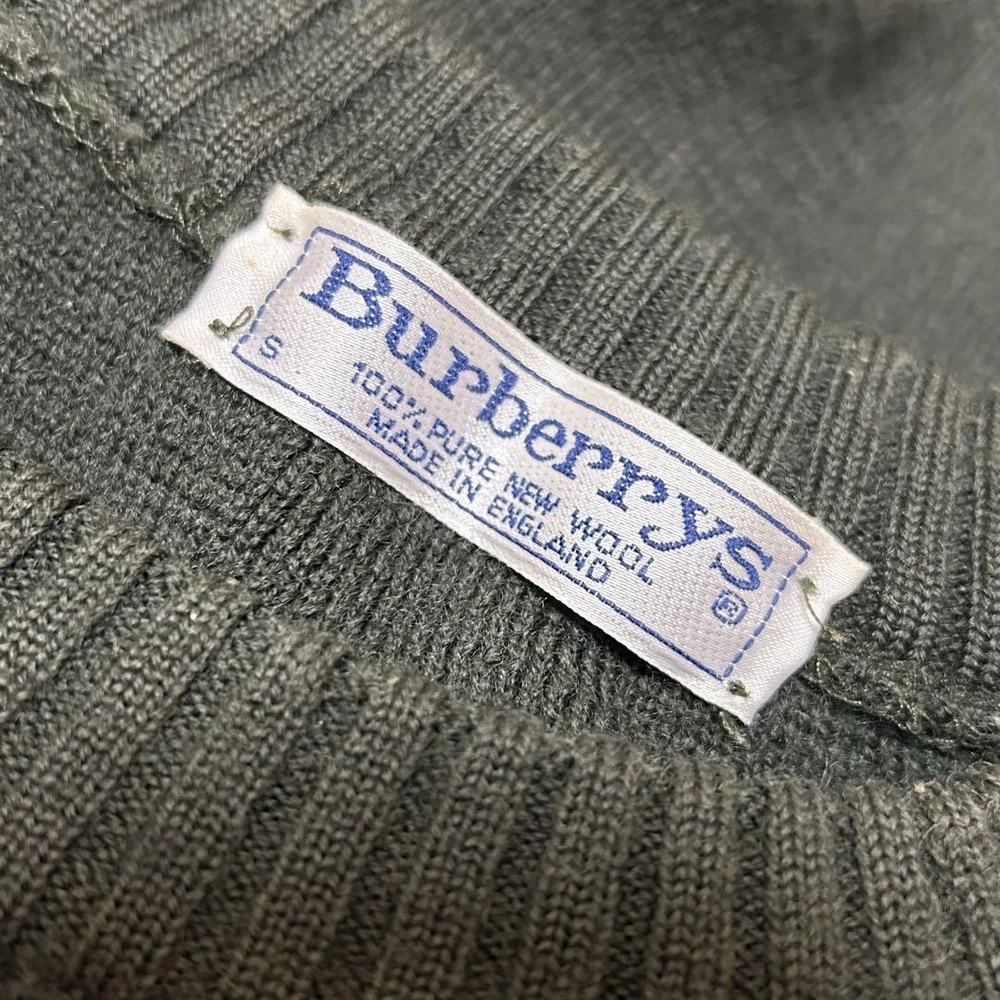 Burberrys
S 100% PURE NEW WOOL
MADE IN ENGLAND ®